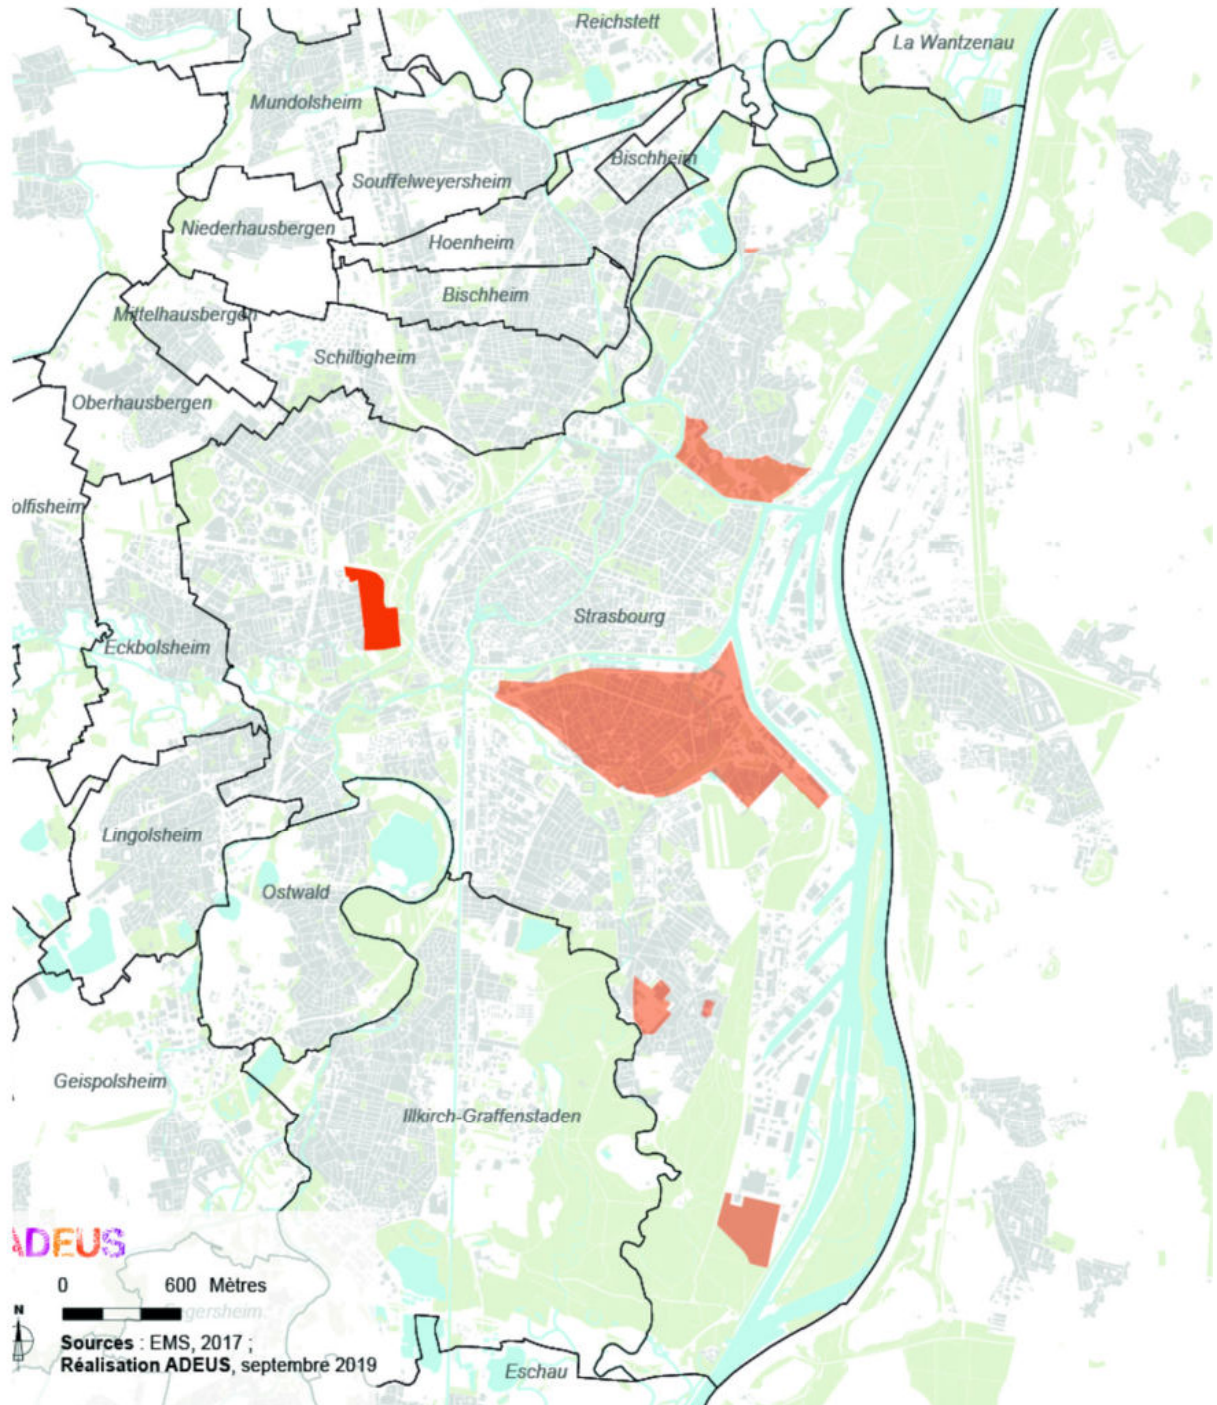 Reichstett
La Wantzenau
Mundolsheim
Bischheim
Souffelweyersheim
Niederhausbergen
Hoenheim
Bischheim
Mittelhausbergen
Schiltigheim
Oberhausbergen
olfisheim
Strasbourg
Eckbolsheim
Lingolsheim
Ostwald
Geispolsheim
Illkirch-Graffenstaden
ADEUS
0 600 Mètres
egersheim
N
Sources : EMS, 2017 ;
Réalisation ADEUS, septembre 2019
Eschau